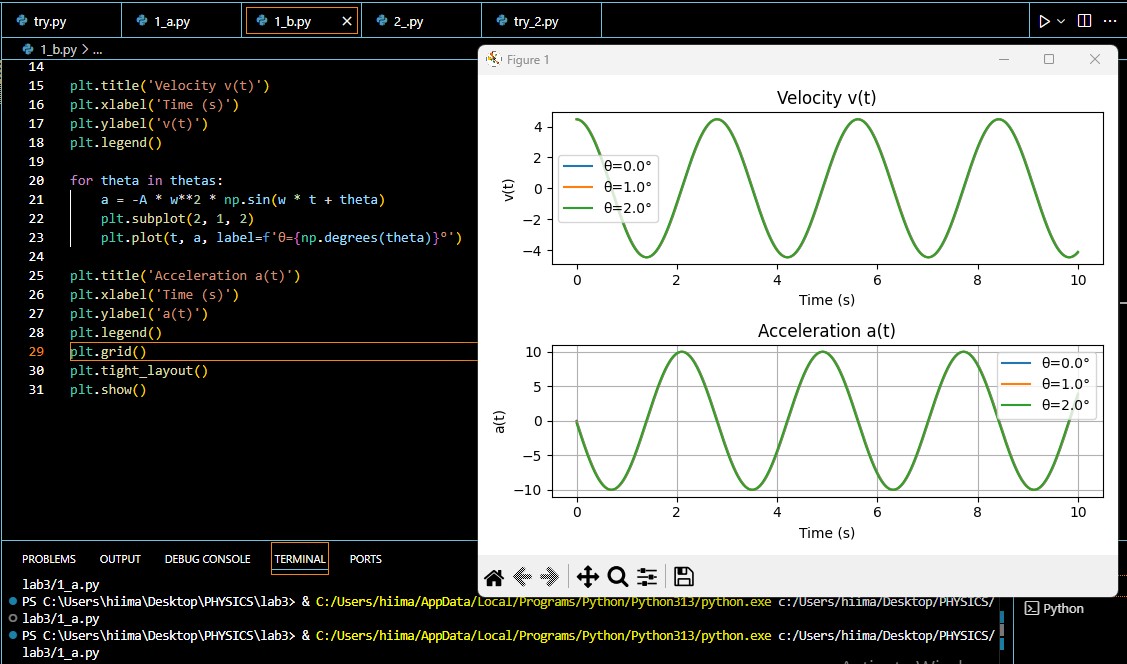 try.py
1_a.py
1_b.py
2_.py
try_2.py
1_b.py > ...
14
15 plt.title('Velocity v(t)')
16 plt.xlabel('Time (s)')
17 plt.ylabel('v(t)')
18 plt.legend()
19
20 for theta in thetas:
21 a = -A * w**2 * np.sin(w * t + theta)
22 plt.subplot(2, 1, 2)
23 plt.plot(t, a, label=f'θ={np.degrees(theta)}°')
24
25 plt.title('Acceleration a(t)')
26 plt.xlabel('Time (s)')
27 plt.ylabel('a(t)')
28 plt.legend()
29 plt.grid()
30 plt.tight_layout()
31 plt.show()
Figure 1
Velocity v(t)
v(t)
4
2
0
−2
−4
θ=0.0°
θ=1.0°
θ=2.0°
0 2 4 6 8 10
Time (s)
Acceleration a(t)
a(t)
10
5
0
−5
−10
θ=0.0°
θ=1.0°
θ=2.0°
0 2 4 6 8 10
Time (s)
PROBLEMS OUTPUT DEBUG CONSOLE TERMINAL PORTS
lab3/1_a.py
PS C:\Users\hiima\Desktop\PHYSICS\lab3> & C:/Users/hiima/AppData/Local/Programs/Python/Python313/python.exe c:/Users/hiima/Desktop/PHYSICS/
lab3/1_a.py
PS C:\Users\hiima\Desktop\PHYSICS\lab3> & C:/Users/hiima/AppData/Local/Programs/Python/Python313/python.exe c:/Users/hiima/Desktop/PHYSICS/
lab3/1_a.py
Python